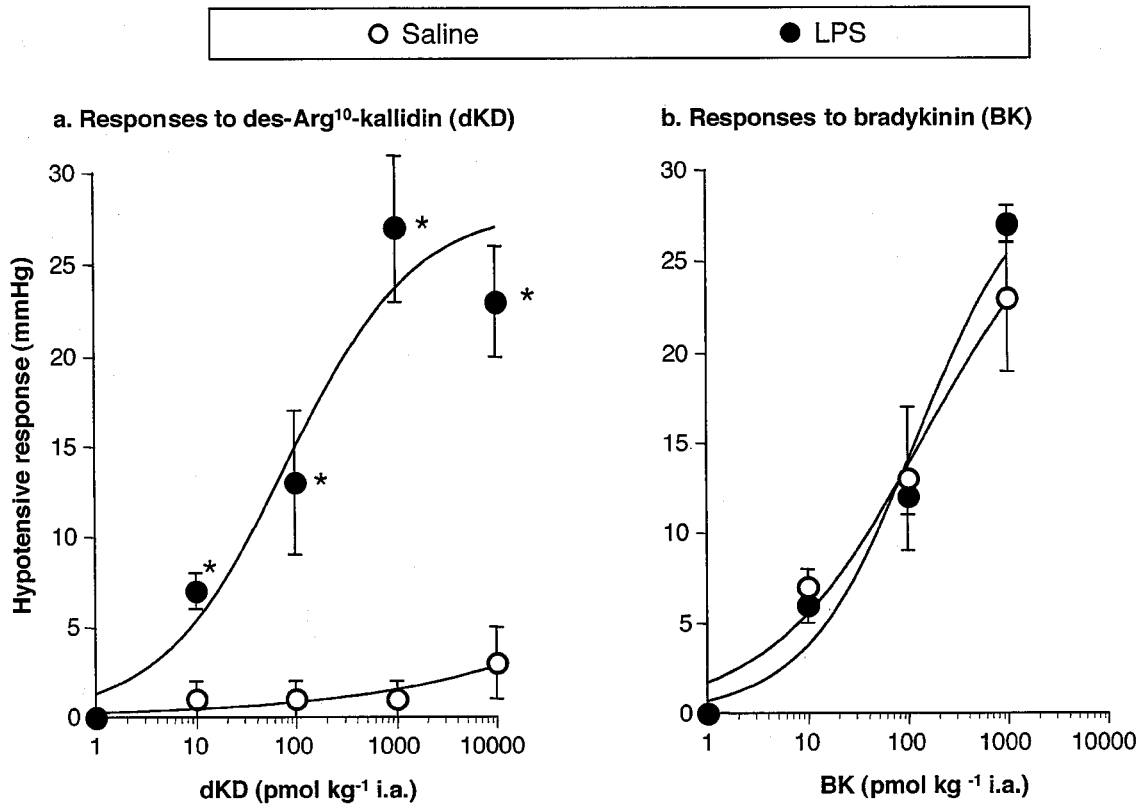 Saline LPS
a. Responses to des-Arg¹⁰-kallidin (dKD)
30
25
20
15
10
5
0
Hypotensive response (mmHg)
*
*
*
*
1 10 100 1000 10000
dKD (pmol kg⁻¹ i.a.)
b. Responses to bradykinin (BK)
30
25
20
15
10
5
0
1 10 100 1000 10000
BK (pmol kg ⁻¹ i.a.)